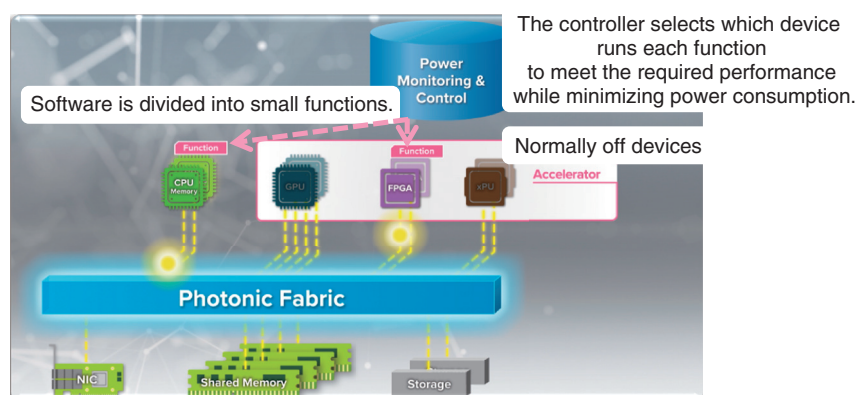 The controller selects which device
runs each function
to meet the required performance
while minimizing power consumption.
Power
Monitoring &
Control
Software is divided into small functions.
Normally off devices
Function
Function
Accelerator
CPU
Memory
GPU
FPGA
xPU
Photonic Fabric
NIC
Shared Memory
Storage